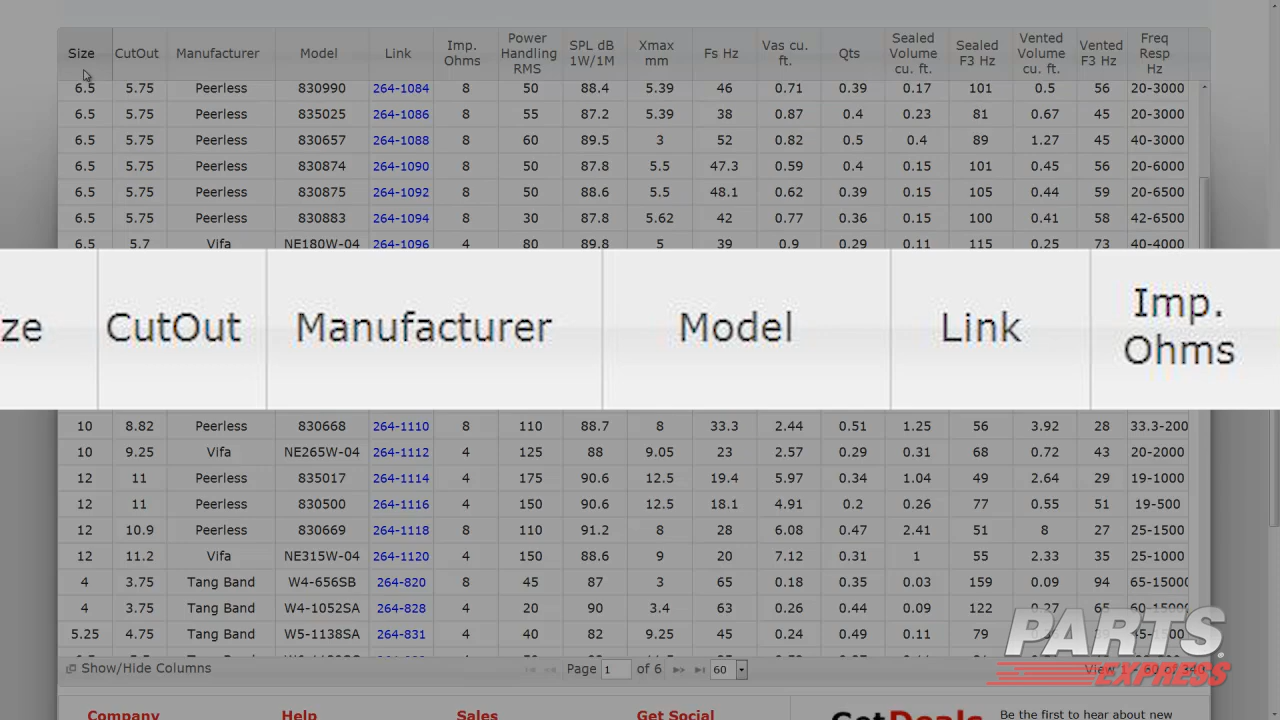 Size CutOut Manufacturer Model Link Imp. Ohms Power Handling RMS SPL dB 1W/1M Xmax mm Fs Hz Vas cu. ft. Qts Sealed Volume cu. ft. Sealed F3 Hz Vented Volume cu. ft. Vented F3 Hz Freq Resp Hz
6.5 5.75 Peerless 830990 264-1084 8 50 88.4 5.39 46 0.71 0.39 0.17 101 0.5 56 20-3000
6.5 5.75 Peerless 835025 264-1086 8 55 87.2 5.39 38 0.87 0.4 0.23 81 0.67 45 20-3000
6.5 5.75 Peerless 830657 264-1088 8 60 89.5 3 52 0.82 0.5 0.4 89 1.27 45 40-3000
6.5 5.75 Peerless 830874 264-1090 8 50 87.8 5.5 47.3 0.59 0.4 0.15 101 0.45 56 20-6000
6.5 5.75 Peerless 830875 264-1092 8 50 88.6 5.5 48.1 0.62 0.39 0.15 105 0.44 59 20-6500
6.5 5.75 Peerless 830883 264-1094 8 30 87.8 5.62 42 0.77 0.36 0.15 100 0.41 58 42-6500
6.5 5.7 Vifa NE180W-04 264-1096 4 80 89.8 5 39 0.9 0.29 0.11 115 0.25 73 40-4000
ze CutOut Manufacturer Model Link Imp. Ohms
10 8.82 Peerless 830668 264-1110 8 110 88.7 8 33.3 2.44 0.51 1.25 56 3.92 28 33.3-200
10 9.25 Vifa NE265W-04 264-1112 4 125 88 9.05 23 2.57 0.29 0.31 68 0.72 43 20-2000
12 11 Peerless 835017 264-1114 4 175 90.6 12.5 19.4 5.97 0.34 1.04 49 2.64 29 19-1000
12 11 Peerless 830500 264-1116 4 150 90.6 12.5 18.1 4.91 0.2 0.26 77 0.55 51 19-500
12 10.9 Peerless 830669 264-1118 8 110 91.2 8 28 6.08 0.47 2.41 51 8 27 25-1500
12 11.2 Vifa NE315W-04 264-1120 4 150 88.6 9 20 7.12 0.31 1 55 2.33 35 25-1000
4 3.75 Tang Band W4-656SB 264-820 8 45 87 3 65 0.18 0.35 0.03 159 0.09 94 65-15000
4 3.75 Tang Band W4-1052SA 264-828 4 20 90 3.4 63 0.26 0.44 0.09 122 0.27 65 60-15000
5.25 4.75 Tang Band W5-1138SA 264-831 4 40 82 9.25 45 0.24 0.49 0.11 79 45-1500
Show/Hide Columns Page 1 of 6 60 View 1 - 60 of 340
PARTS EXPRESS
Company Help Sales Get Social GetDeals Be the first to hear about new